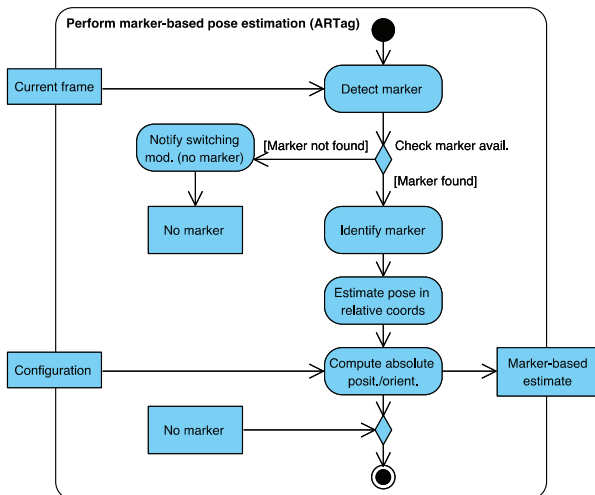 Perform marker-based pose estimation (ARTag)
Current frame
Detect marker
Notify switching
mod. (no marker)
[Marker not found]
Check marker avail.
[Marker found]
No marker
Identify marker
Estimate pose in
relative coords
Configuration
Compute absolute
posit./orient.
Marker-based
estimate
No marker